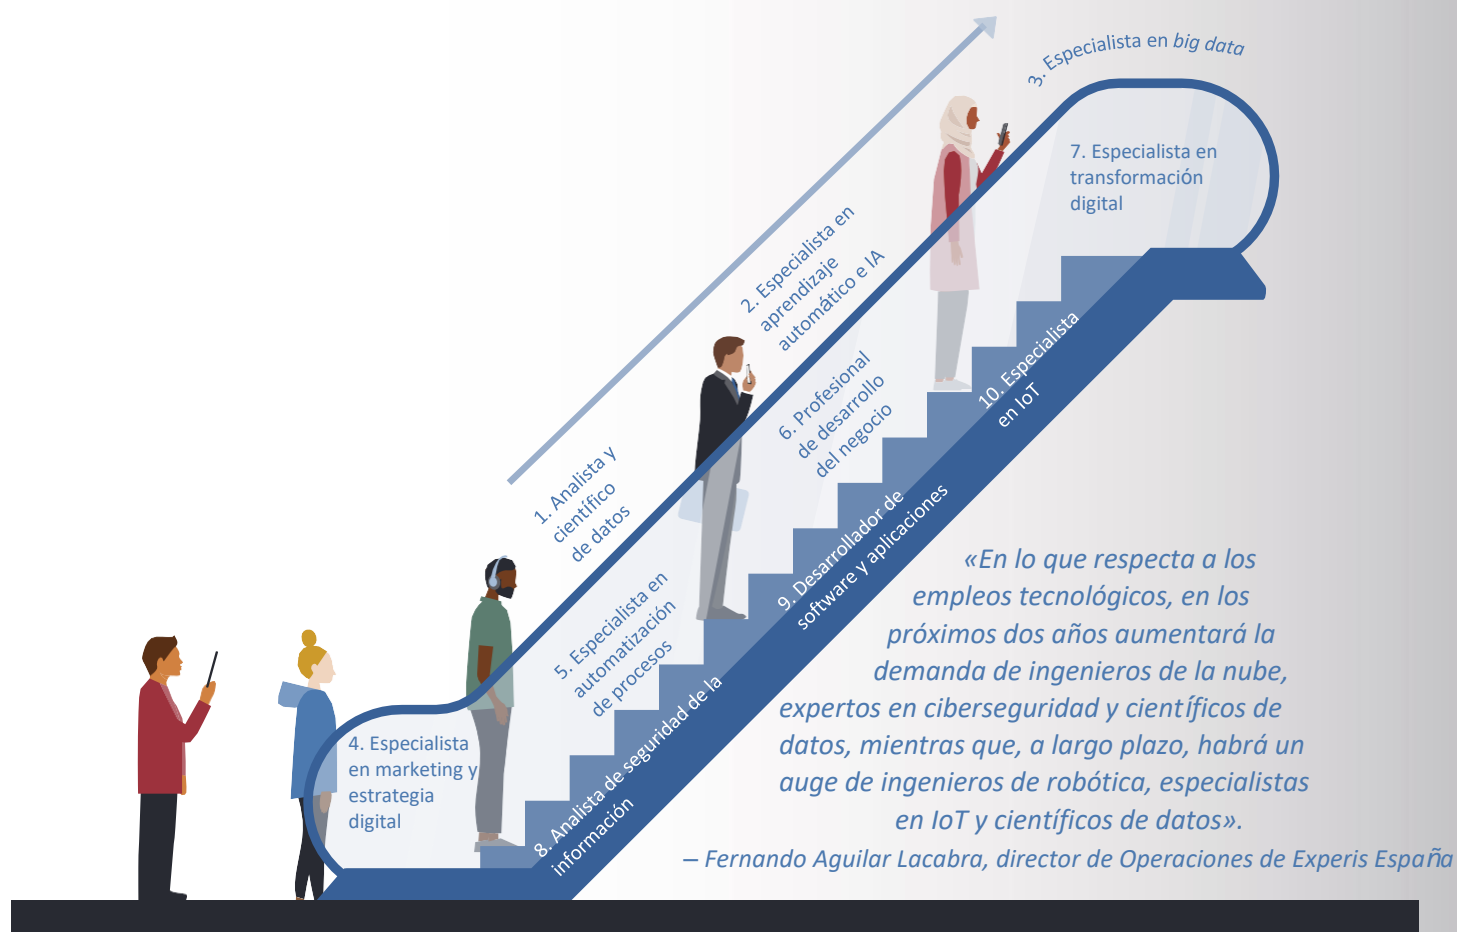 1. Analista y
científico
de datos
2. Especialista en
aprendizaje
automático e IA
3. Especialista en big data
4. Especialista
en marketing y
estrategia
digital
5. Especialista en
automatización
de procesos
6. Profesional
de desarrollo
del negocio
7. Especialista en
transformación
digital
8. Analista de seguridad de la
información
9. Desarrollador de
software y aplicaciones
10. Especialista
en IoT
«En lo que respecta a los
empleos tecnológicos, en los
próximos dos años aumentará la
demanda de ingenieros de la nube,
expertos en ciberseguridad y científicos de
datos, mientras que, a largo plazo, habrá un
auge de ingenieros de robótica, especialistas
en IoT y científicos de datos».
– Fernando Aguilar Lacabra, director de Operaciones de Experis España